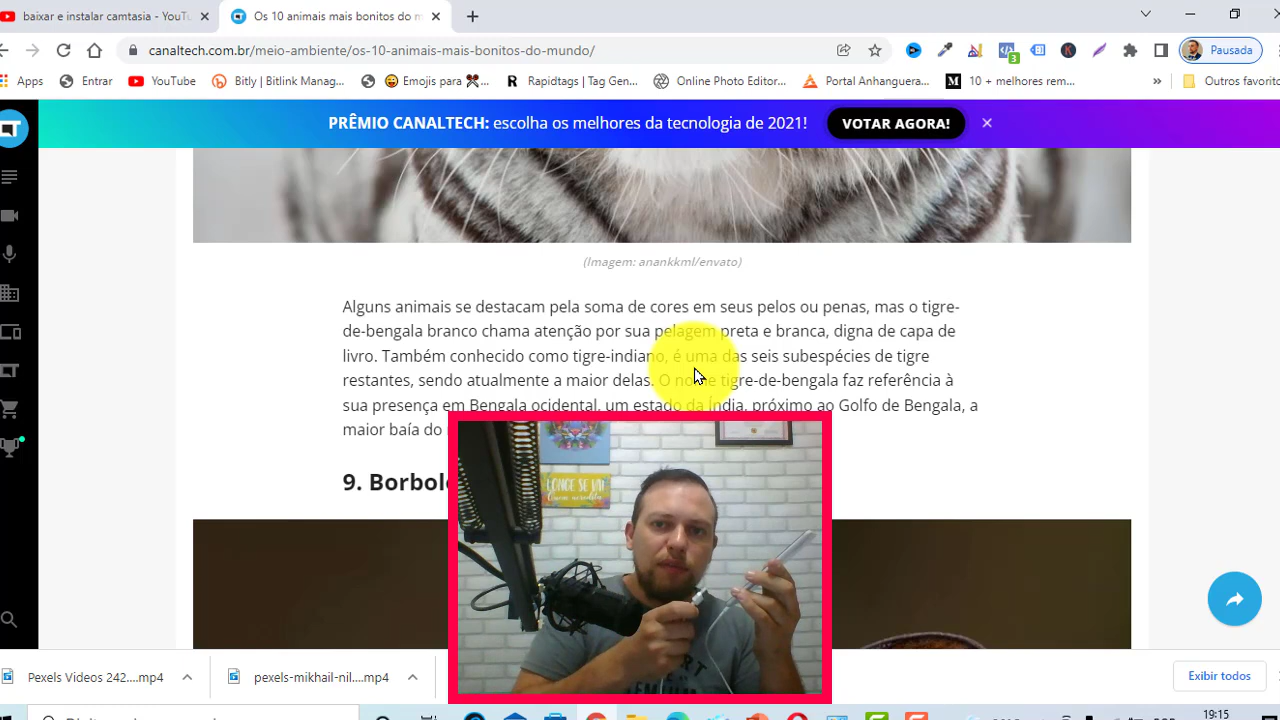 baixar e instalar camtasia - YouTu
Os 10 animais mais bonitos do m
canaltech.com.br/meio-ambiente/os-10-animais-mais-bonitos-do-mundo/
3
K
Pausada
Apps
Entrar
YouTube
Bitly | Bitlink Manag...
Emojis para
Rapidtags | Tag Gen...
Online Photo Editor...
Portal Anhanguera...
10 + melhores rem...
»
Outros favorito
PRÊMIO CANALTECH: escolha os melhores da tecnologia de 2021!
VOTAR AGORA!
(Imagem: anankkml/envato)
Alguns animais se destacam pela soma de cores em seus pelos ou penas, mas o tigre-
de-bengala branco chama atenção por sua pelagem preta e branca, digna de capa de
livro. Também conhecido como tigre-indiano, é uma das seis subespécies de tigre
restantes, sendo atualmente a maior delas. O nome tigre-de-bengala faz referência à
sua presença em Bengala ocidental, um estado da Índia, próximo ao Golfo de Bengala, a
maior baía do
9. Borbole
LONGE SE VAI
Pexels Videos 242....mp4
pexels-mikhail-nil....mp4
Exibir todos
19:15